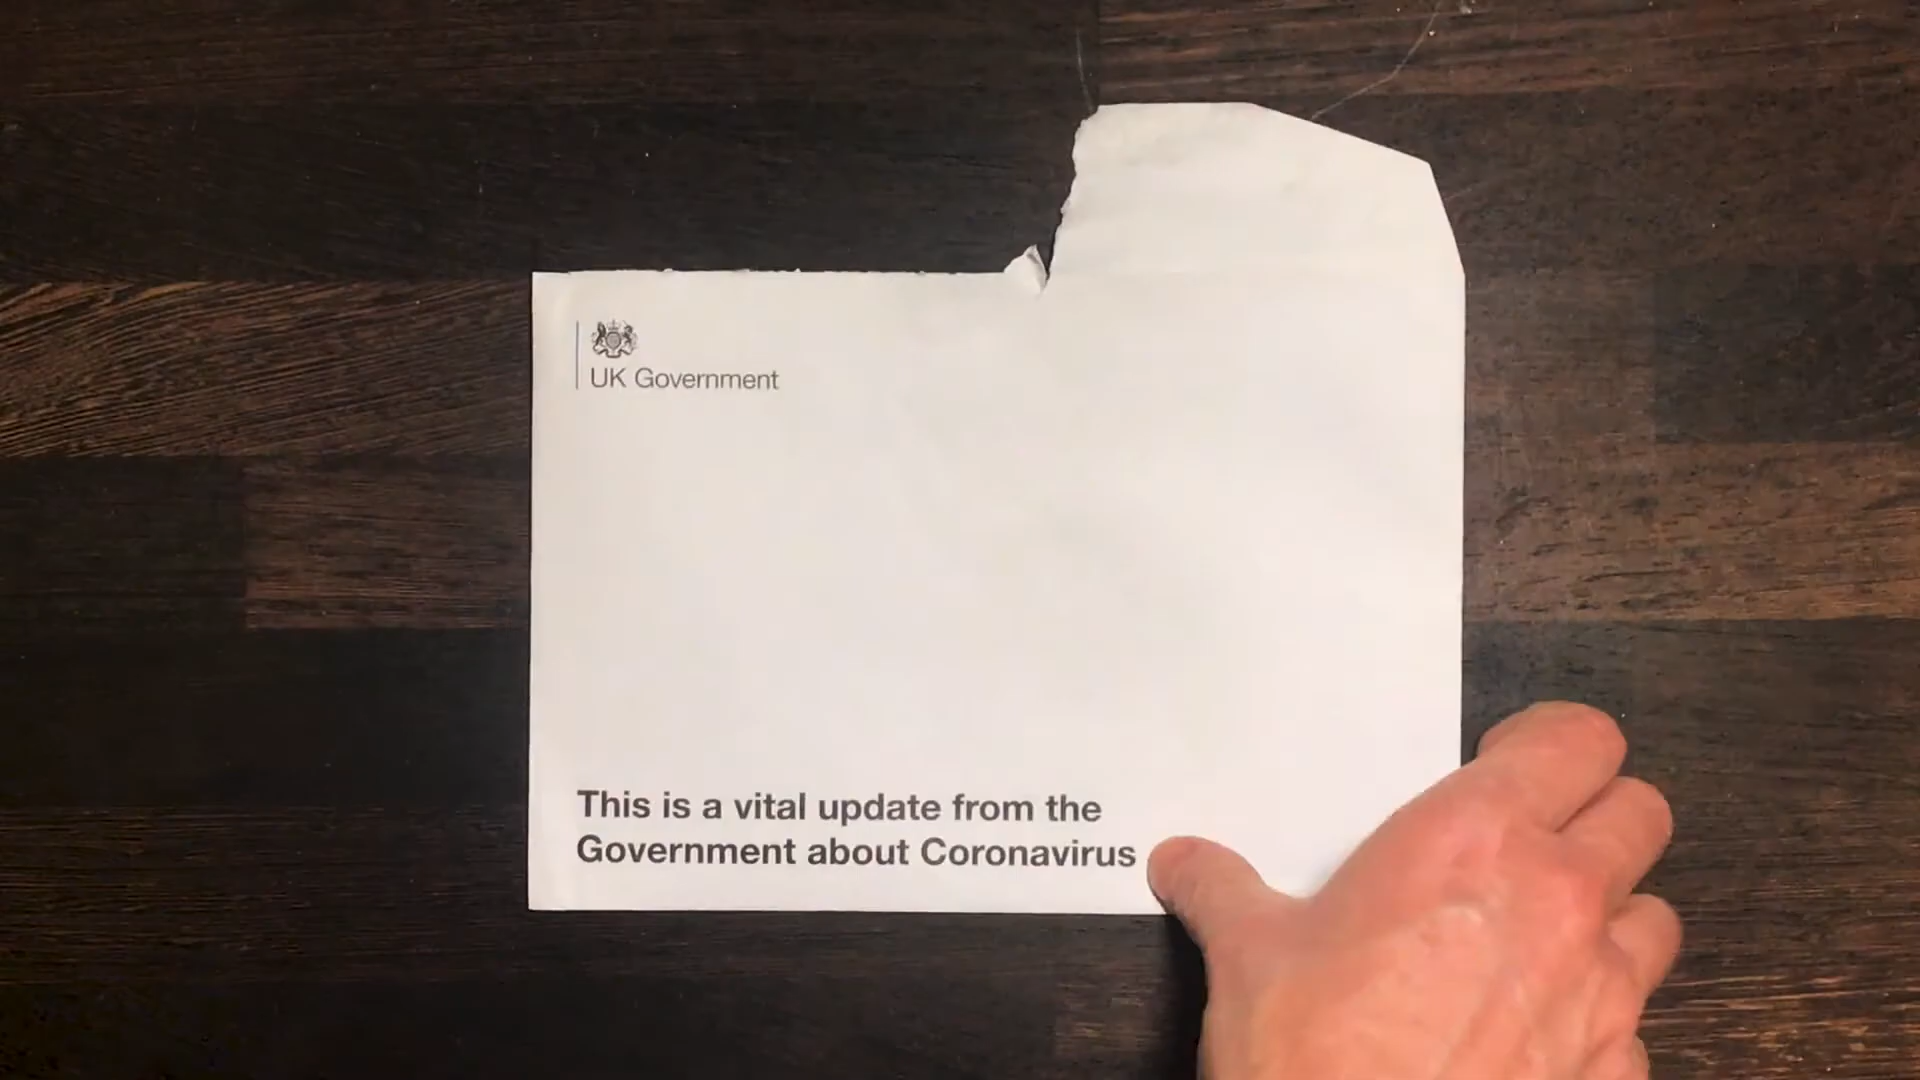 UK Government
This is a vital update from the
Government about Coronavirus